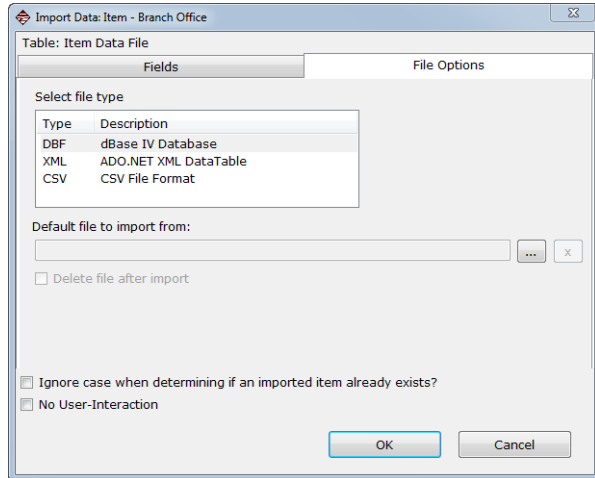 Import Data: Item - Branch Office
Table: Item Data File
Fields File Options
Select file type
Type Description
DBF dBase IV Database
XML ADO.NET XML DataTable
CSV CSV File Format
Default file to import from:
... x
Delete file after import
Ignore case when determining if an imported item already exists?
No User-Interaction
OK Cancel